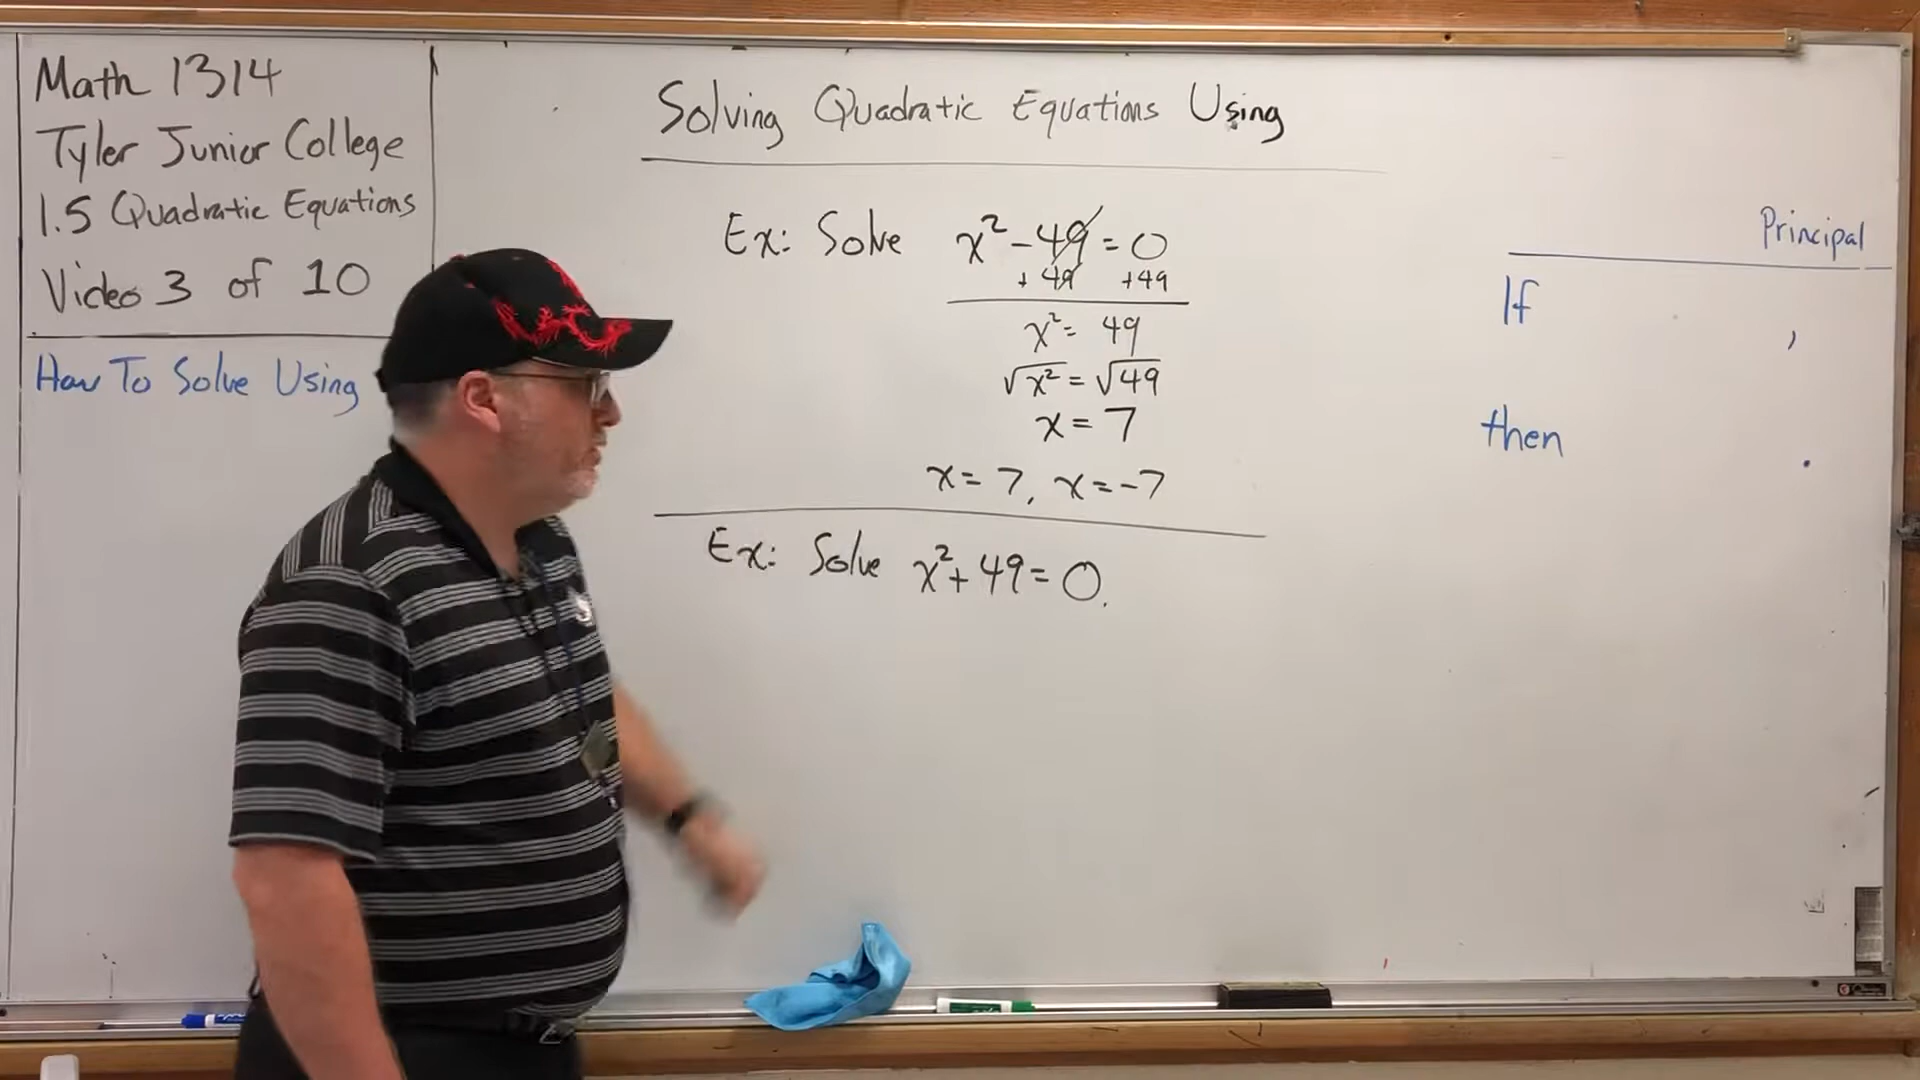 Math 1314
Tyler Junior College
1.5 Quadratic Equations
Video 3 of 10
How To Solve Using
Solving Quadratic Equations Using
Ex: Solve x² - 49 = 0
+ 49 +49
x² = 49
√x² = √49
x = 7
x = 7, x = -7
Ex: Solve x² + 49 = 0.
Principal
If ,
then .